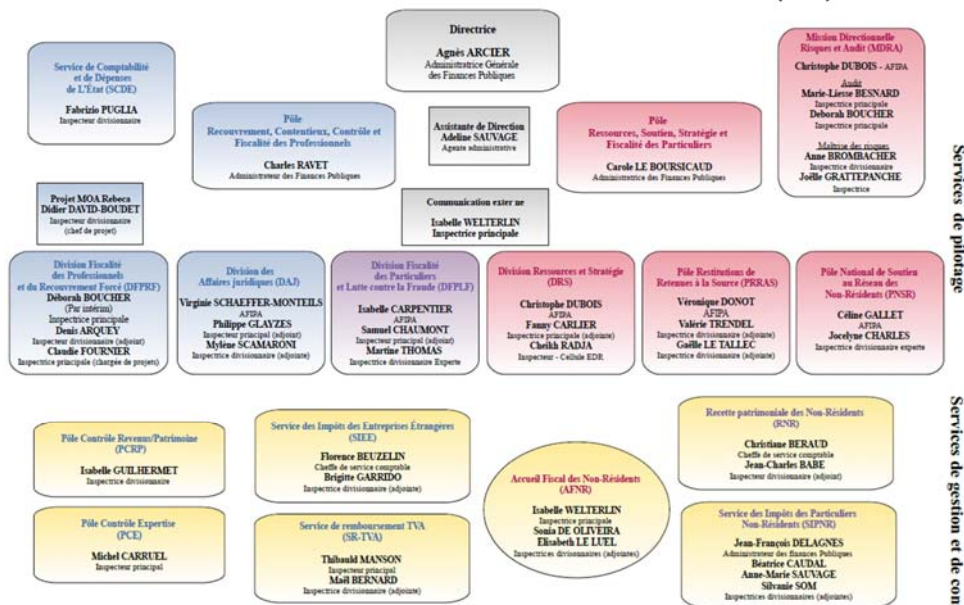 Directrice
Agnès ARCIER
Administratrice Générale
des Finances Publiques
Service de Comptabilité
et de Dépenses
de L'État (SCDE)
Fabrizio PUGLIA
Inspecteur divisionnaire
Mission Directionnelle
Risques et Audit (MDRA)
Christophe DUBOIS - AFIPA
Audit
Marie-Liesse BESNARD
Inspectrice principale
Deborah BOUCHER
Inspectrice principale
Maîtrise des risques
Anne BROMBACHER
Inspectrice divisionnaire
Joëlle GRATTEPANCHE
Inspectrice
Pôle
Recouvrement, Contentieux, Contrôle et
Fiscalité des Professionnels
Charles RAVET
Administrateur des Finances Publiques
Assistante de Direction
Adeline SAUVAGE
Agente administrative
Pôle
Ressources, Soutien, Stratégie et
Fiscalité des Particuliers
Carole LE BOURSICAUD
Administratrice des Finances Publiques
Projet MOA Rebeca
Didier DAVID-BOUDET
Inspecteur divisionnaire
(chef de projet)
Communication exter ne
Isabelle WELTERLIN
Inspectrice principale
Services de pilotage
Division Fiscalité
des Professionnels
et du Recouvrement Forcé (DFPRF)
Déborah BOUCHER
(Par intérim)
Inspectrice principale
Denis ARQUEY
Inspecteur divisionnaire (adjoint)
Claudie FOURNIER
Inspectrice principale (chargée de projets)
Division des
Affaires juridiques (DAJ)
Virginie SCHAEFFER-MONTEILS
AFIPA
Philippe GLAYZES
Inspecteur principal (adjoint)
Mylène SCAMARONI
Inspectrice divisionnaire (adjointe)
Division Fiscalité
des Particuliers
et Lutte contre la Fraude (DFPLF)
Isabelle CARPENTIER
AFIPA
Samuel CHAUMONT
Inspecteur principal (adjoint)
Martine THOMAS
Inspectrice divisionnaire Experte
Division Ressources et Stratégie
(DRS)
Christophe DUBOIS
AFIPA
Fanny CARLIER
Inspectrice principale (adjointe)
Cheikh RADJA
Inspecteur - Cellule EDR
Pôle Restitutions de
Retenues à la Source (PRRAS)
Véronique DONOT
AFIPA
Valérie TRENDEL
Inspectrice divisionnaire (adjointe)
Gaëlle LE TALLEC
Inspectrice divisionnaire (adjointe)
Pôle National de Soutien
au Réseau des
Non-Résidents (PNSR)
Céline GALLET
AFIPA
Jocelyne CHARLES
Inspectrice divisionnaire experte
Pôle Contrôle Revenus/Patrimoine
(PCRP)
Isabelle GUILHERMET
Inspectrice divisionnaire
Service des Impôts des Entreprises Étrangères
(SIEE)
Florence BEUZELIN
Cheffe de service comptable
Brigitte GARRIDO
Inspectrice divisionnaire (adjointe)
Accueil Fiscal des Non-Résidents
(AFNR)
Isabelle WELTERLIN
Inspectrice principale
Sonia DE OLIVEIRA
Elisabeth LE LUEL
Inspectrices divisionnaires (adjointes)
Recette patrimoniale des Non-Résidents
(RNR)
Christiane BERAUD
Cheffe de service comptable
Jean-Charles BABE
Inspecteur divisionnaire (adjoint)
Pôle Contrôle Expertise
(PCE)
Michel CARRUEL
Inspecteur principal
Service de remboursement TVA
(SR-TVA)
Thibauld MANSON
Inspecteur principal
Maël BERNARD
Inspectrice divisionnaire (adjointe)
Service des Impôts des Particuliers
Non-Résidents (SIPNR)
Jean-François DELAGNES
Administrateur des finances Publiques
Béatrice CAUDAL
Anne-Marie SAUVAGE
Silvanie SOM
Inspectrices divisionnaires (adjointes)
Services de gestion et de con